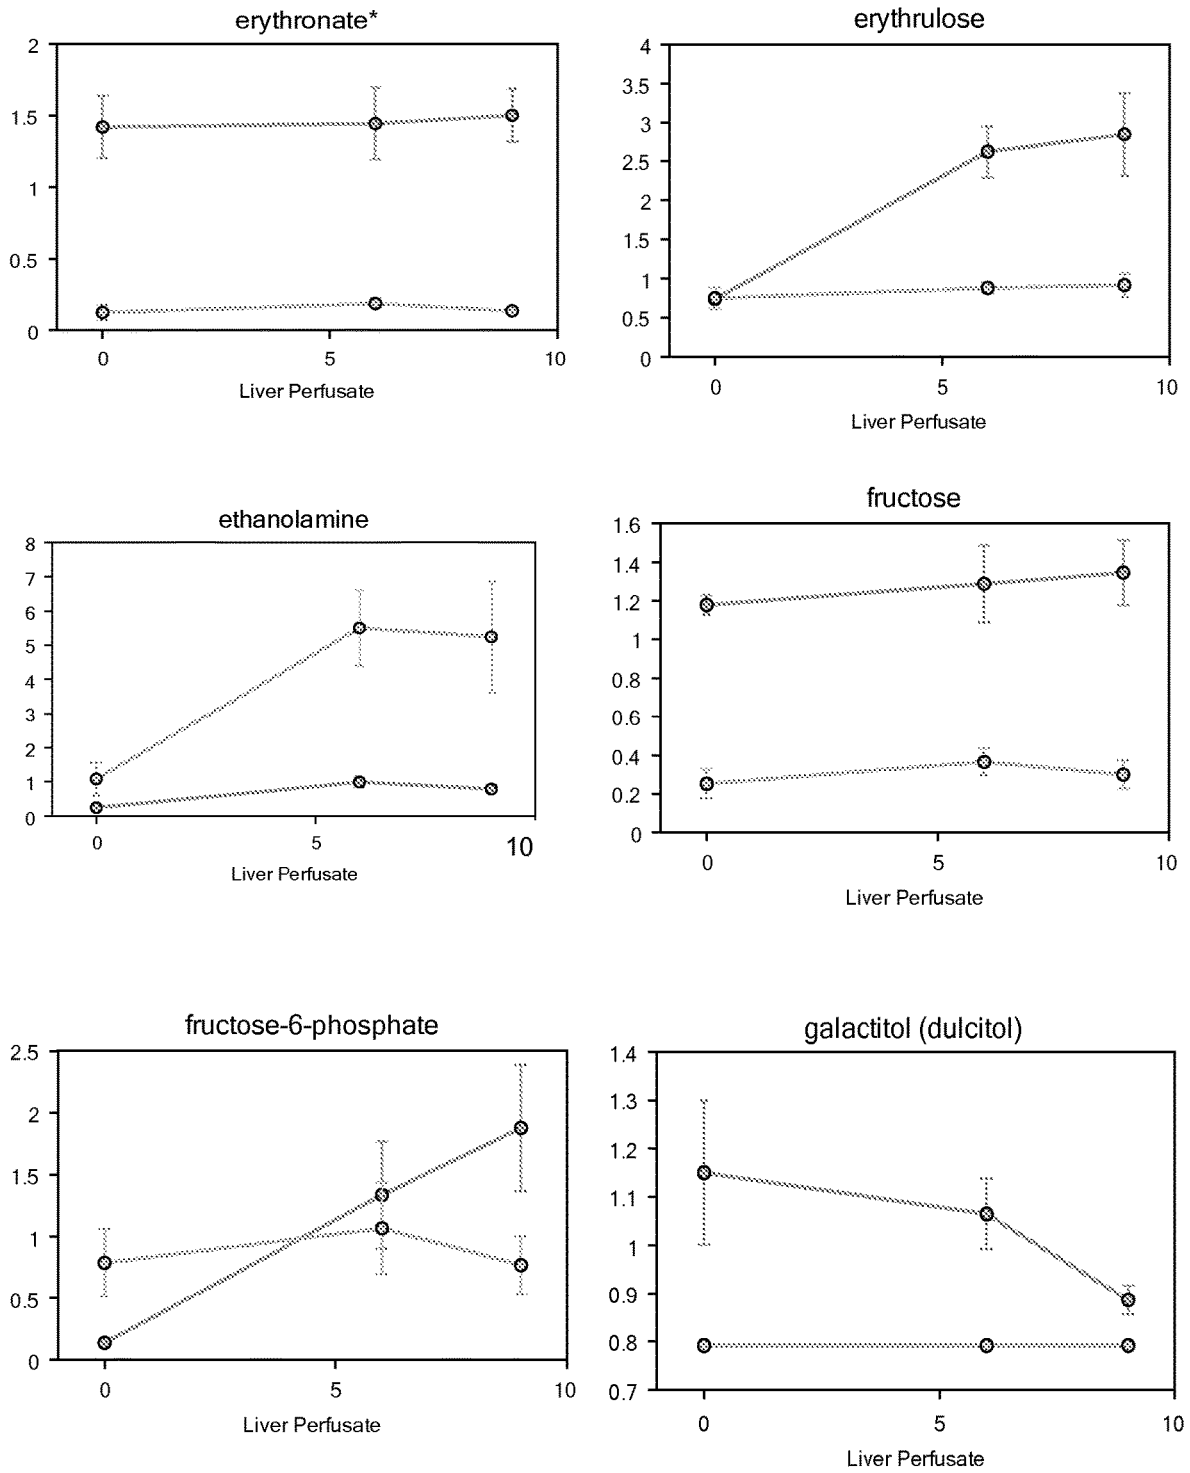 erythronate*
2
1.5
1
0.5
0
0 5 10
Liver Perfusate
erythrulose
4
3.5
3
2.5
2
1.5
1
0.5
0
0 5 10
Liver Perfusate
ethanolamine
8
7
6
5
4
3
2
1
0
0 5 10
Liver Perfusate
fructose
1.6
1.4
1.2
1
0.8
0.6
0.4
0.2
0
0 5 10
Liver Perfusate
fructose-6-phosphate
2.5
2
1.5
1
0.5
0
0 5 10
Liver Perfusate
galactitol (dulcitol)
1.4
1.3
1.2
1.1
1
0.9
0.8
0.7
0 5 10
Liver Perfusate